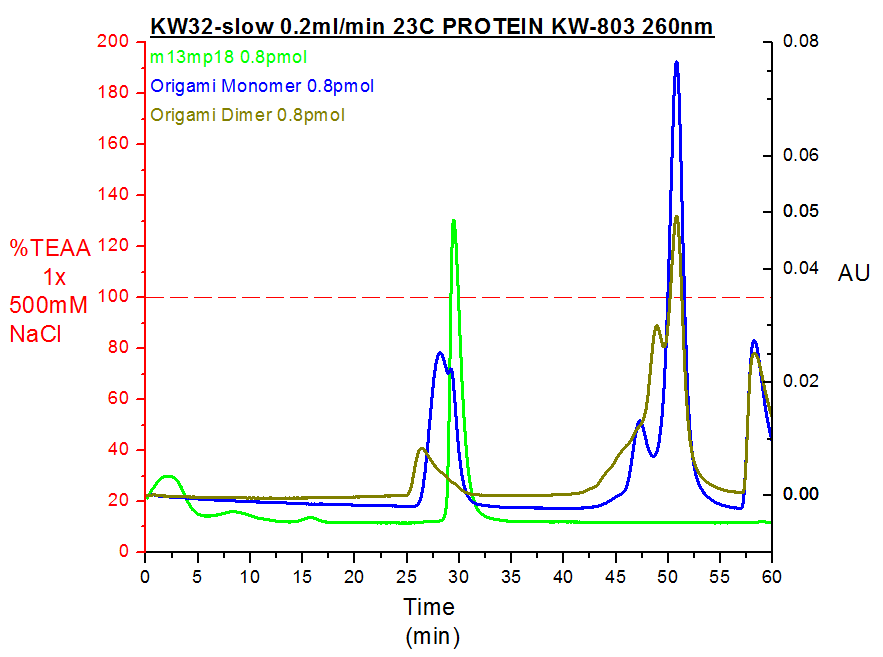 KW32-slow 0.2ml/min 23C PROTEIN KW-803 260nm
m13mp18 0.8pmol
Origami Monomer 0.8pmol
Origami Dimer 0.8pmol
200
180
160
140
120
100
80
60
40
20
0
%TEAA
1x
500mM
NaCl
0.08
0.06
0.05
0.04
0.02
0.00
AU
0 5 10 15 20 25 30 35 40 45 50 55 60
Time
(min)